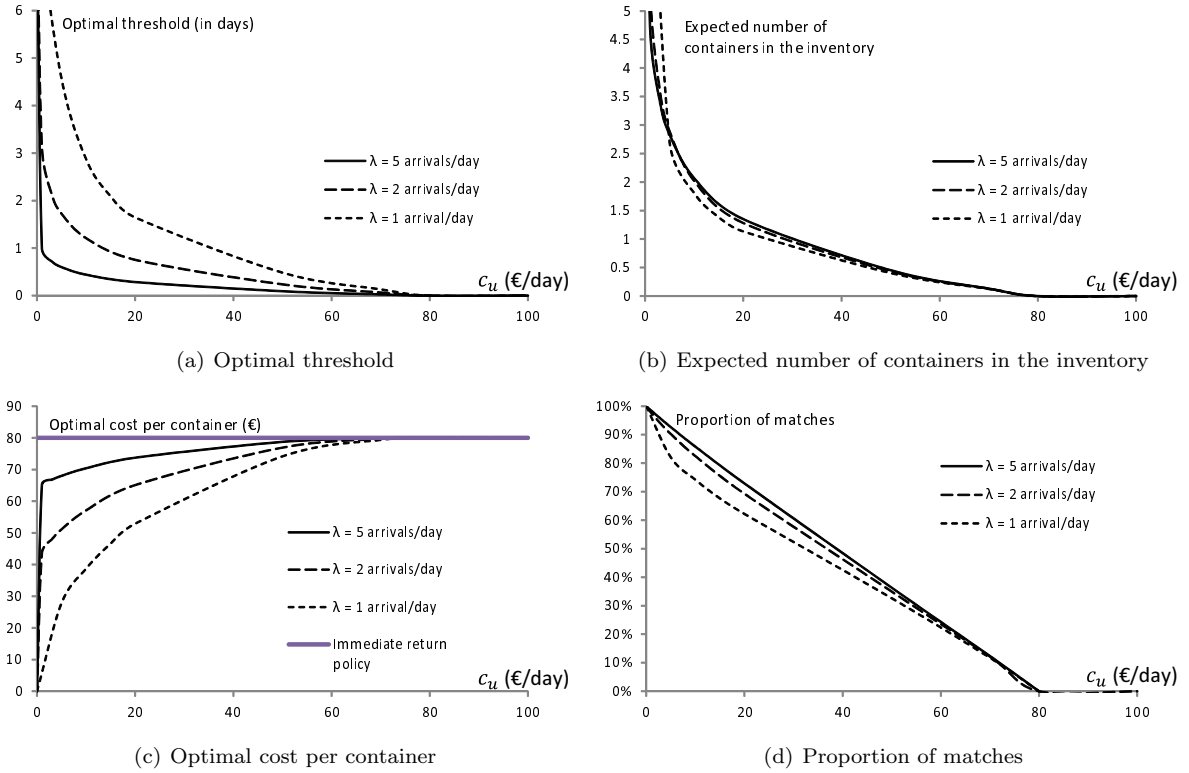 Optimal threshold (in days)
6
5
4
3
2
1
0
λ = 5 arrivals/day
λ = 2 arrivals/day
λ = 1 arrival/day
c_u (€/day)
0 20 40 60 80 100
(a) Optimal threshold
Expected number of
containers in the inventory
5
4.5
4
3.5
3
2.5
2
1.5
1
0.5
0
λ = 5 arrivals/day
λ = 2 arrivals/day
λ = 1 arrival/day
c_u (€/day)
0 20 40 60 80 100
(b) Expected number of containers in the inventory
90
80
70
60
50
40
30
20
10
0
Optimal cost per container (€)
λ = 5 arrivals/day
λ = 2 arrivals/day
λ = 1 arrival/day
Immediate return
policy
c_u (€/day)
0 20 40 60 80 100
(c) Optimal cost per container
100%
90%
80%
70%
60%
50%
40%
30%
20%
10%
0%
Proportion of matches
λ = 5 arrivals/day
λ = 2 arrivals/day
λ = 1 arrival/day
c_u (€/day)
0 20 40 60 80 100
(d) Proportion of matches